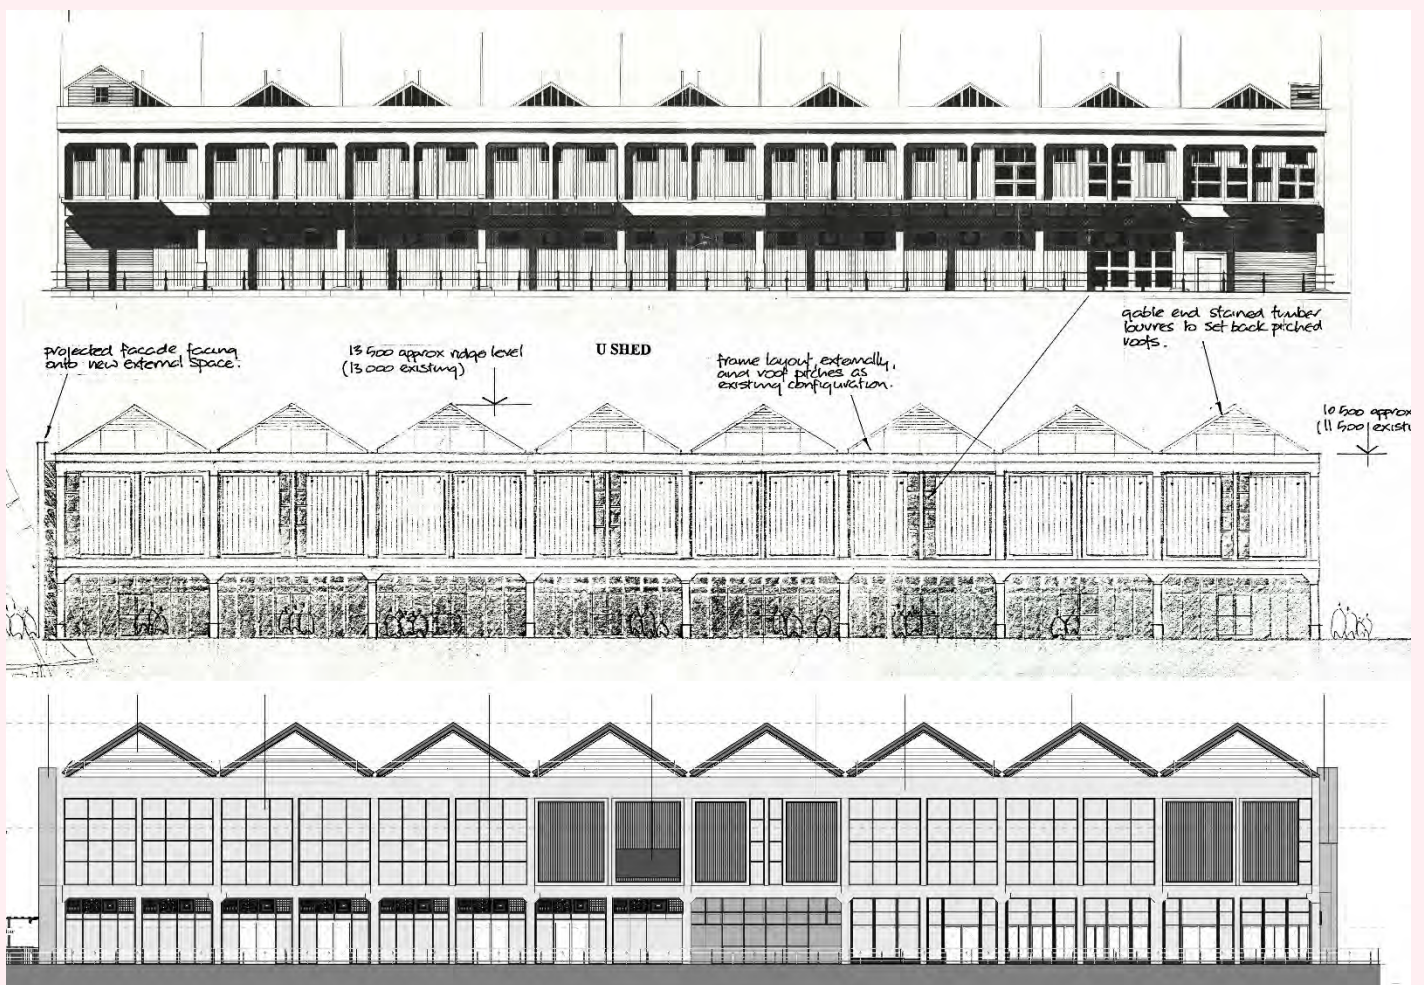 gable end stained timber
louvres to set back pitched
roofs.
projected facade facing
onto new external space.
13 500 approx ridge level
(13 000 existing)
U SHED
frame layout externally,
and roof pitches as
existing configuration.
10 500 approx
(11 500 existi